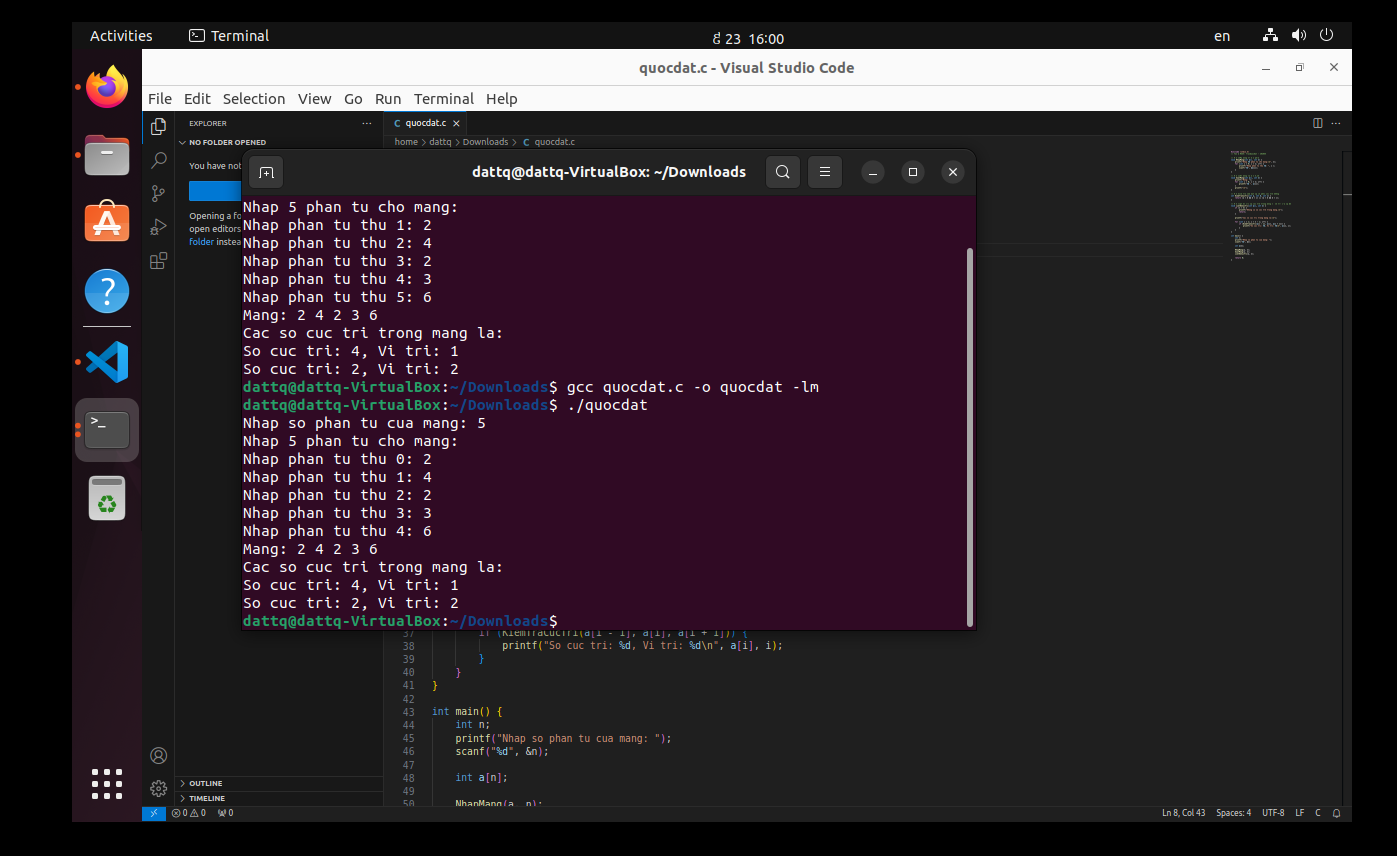 Activities Terminal ທີ 23 16:00 en
quocdat.c - Visual Studio Code
File Edit Selection View Go Run Terminal Help
EXPLORER
NO FOLDER OPENED
You have not
Opening a fo
open editors
folder instea
quocdat.c
home > dattq > Downloads > C quocdat.c
dattq@dattq-VirtualBox: ~/Downloads
Nhap 5 phan tu cho mang:
Nhap phan tu thu 1: 2
Nhap phan tu thu 2: 4
Nhap phan tu thu 3: 2
Nhap phan tu thu 4: 3
Nhap phan tu thu 5: 6
Mang: 2 4 2 3 6
Cac so cuc tri trong mang la:
So cuc tri: 4, Vi tri: 1
So cuc tri: 2, Vi tri: 2
dattq@dattq-VirtualBox:~/Downloads$ gcc quocdat.c -o quocdat -lm
dattq@dattq-VirtualBox:~/Downloads$ ./quocdat
Nhap so phan tu cua mang: 5
Nhap 5 phan tu cho mang:
Nhap phan tu thu 0: 2
Nhap phan tu thu 1: 4
Nhap phan tu thu 2: 2
Nhap phan tu thu 3: 3
Nhap phan tu thu 4: 6
Mang: 2 4 2 3 6
Cac so cuc tri trong mang la:
So cuc tri: 4, Vi tri: 1
So cuc tri: 2, Vi tri: 2
dattq@dattq-VirtualBox:~/Downloads$
37 if (KiemTraCucTri(a[i - 1], a[i], a[i + 1])) {
38 printf("So cuc tri: %d, Vi tri: %d\n", a[i], i);
39 }
40 }
41 }
42
43 int main() {
44 int n;
45 printf("Nhap so phan tu cua mang: ");
46 scanf("%d", &n);
47
48 int a[n];
49
50 NhapMang(a, n);
OUTLINE
TIMELINE
0 0 0 Ln 8, Col 43 Spaces: 4 UTF-8 LF C